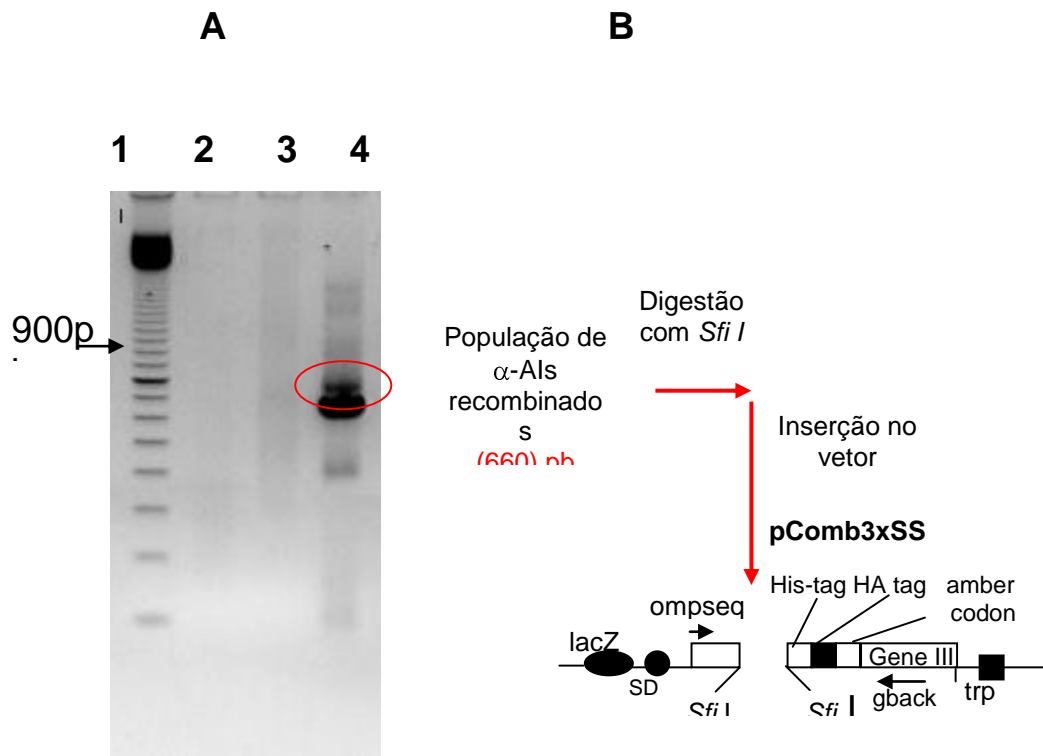 A
B
1 2 3 4
900p
População de
α-AIs
recombinado
s
(660) pb
Digestão
com Sfi I
Inserção no
vetor
pComb3xSS
His-tag HA tag
amber
codon
ompseq
lacZ
SD
Gene III
gback
trp
Sfi I
Sfi I